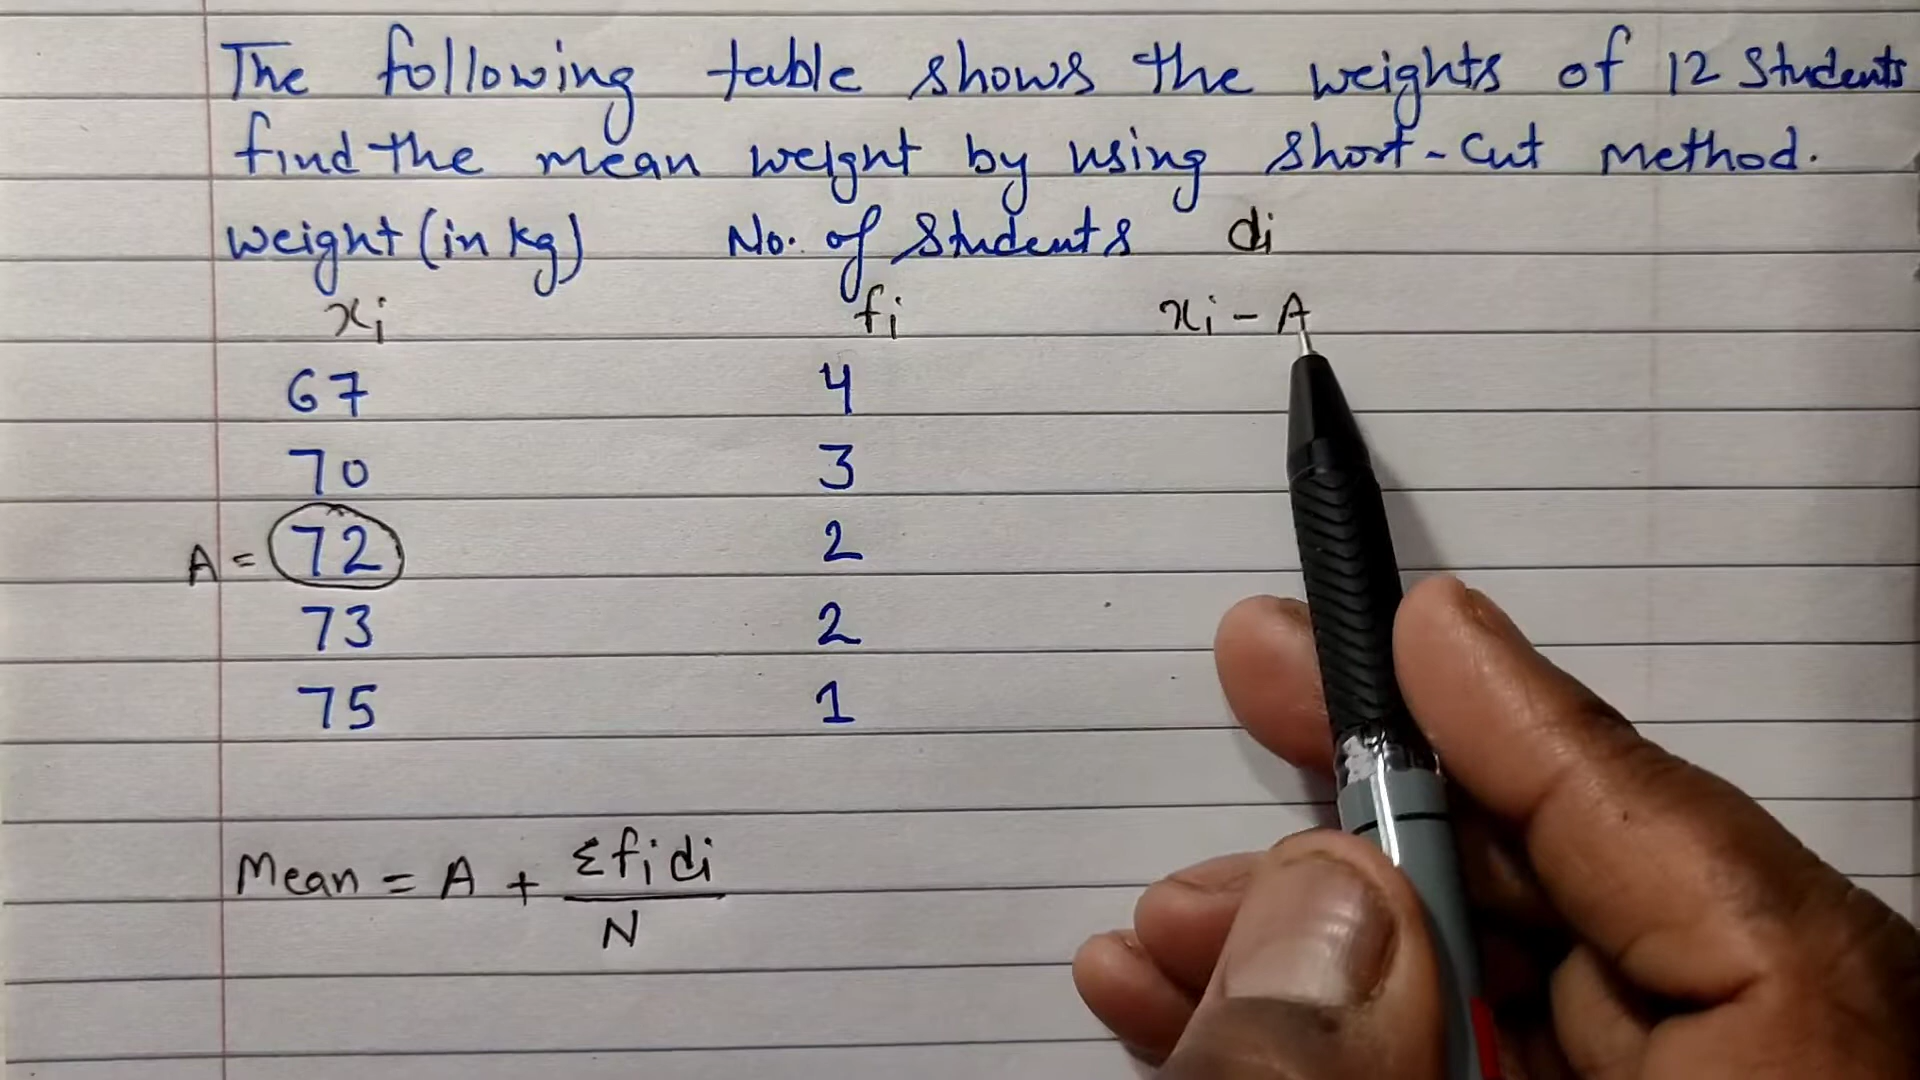 The following table shows the weights of 12 Students
find the mean weight by using short-cut method.
weight (in kg) No. of Students di
xi fi xi - A
67 4
70 3
A = 72 2
73 2
75 1
Mean = A + Σfidi
N